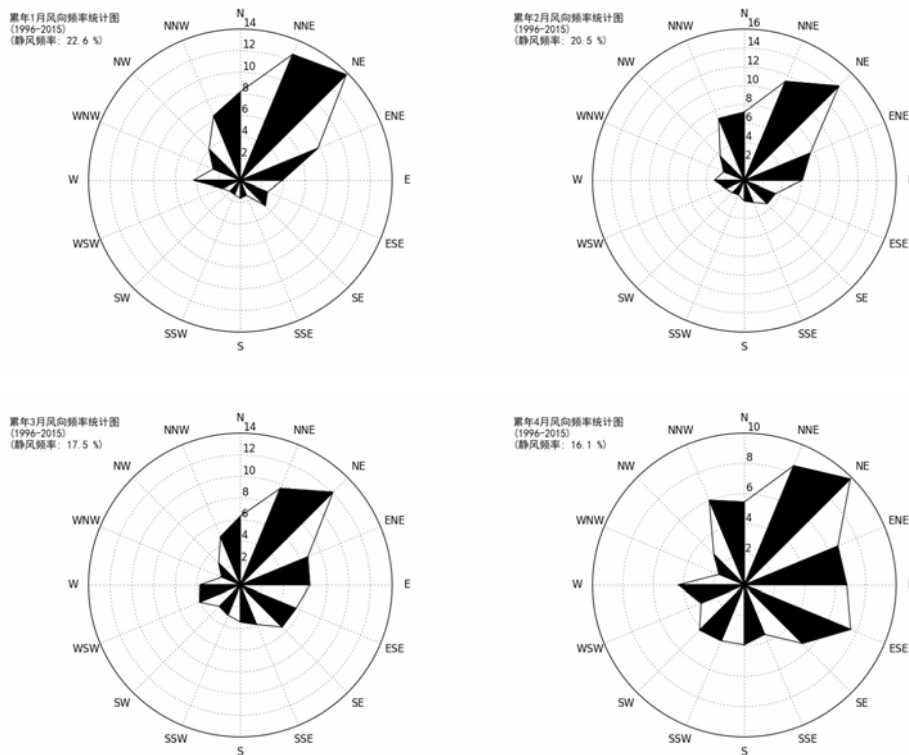 累年1月风向频率统计图
(1996-2015)
(静风频率: 22.6 %)
N
NNE
NE
ENE
E
ESE
SE
SSE
S
SSW
SW
WSW
W
WNW
NW
NNW
14
12
10
8
6
4
2
累年2月风向频率统计图
(1996-2015)
(静风频率: 20.5 %)
N
NNE
NE
ENE
ESE
SE
SSE
S
SSW
SW
WSW
W
WNW
NW
NNW
16
14
12
10
8
6
4
2
累年3月风向频率统计图
(1996-2015)
(静风频率: 17.5 %)
N
NNE
NE
ENE
E
ESE
SE
SSE
S
SSW
SW
WSW
W
WNW
NW
NNW
14
12
10
8
6
4
2
累年4月风向频率统计图
(1996-2015)
(静风频率: 16.1 %)
N
NNE
NE
ENE
ESE
SE
SSE
S
SSW
SW
WSW
W
WNW
NW
NNW
10
8
6
4
2